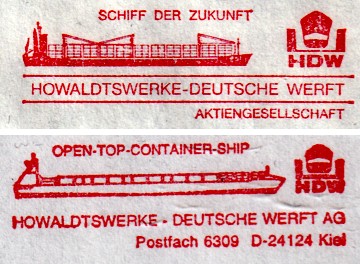 SCHIFF DER ZUKUNFT
HDW
HOWALDTSWERKE-DEUTSCHE WERFT
AKTIENGESELLSCHAFT
OPEN-TOP-CONTAINER-SHIP
HDW
HOWALDTSWERKE - DEUTSCHE WERFT AG
Postfach 6309 D-24124 Kiel